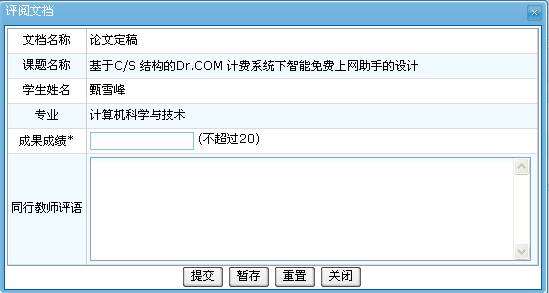 评阅文档
文档名称 论文定稿
课题名称 基于C/S 结构的Dr.COM 计费系统下智能免费上网助手的设计
学生姓名 甄雪峰
专业 计算机科学与技术
成果成绩* (不超过20)
同行教师评语
提交 暂存 重置 关闭